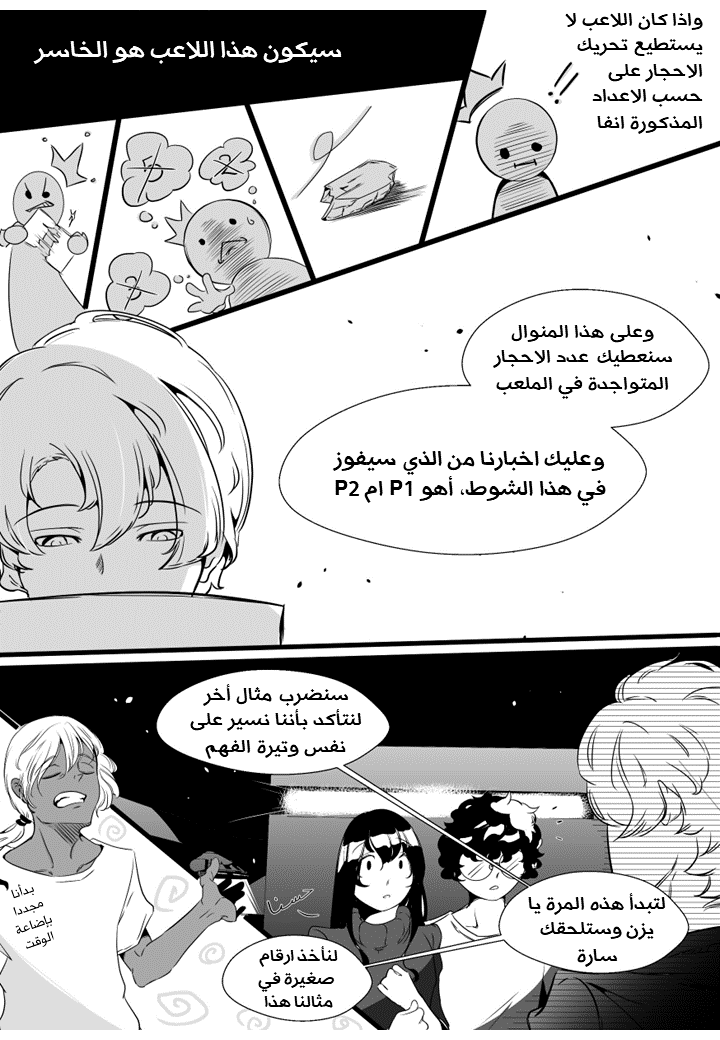 واذا كان اللاعب لا
يستطيع تحريك
الاحجار على
حسب الاعداد
المذكورة انفا
سيكون هذا اللاعب هو الخاسر
وعلى هذا المنوال
سنعطيك عدد الاحجار
المتواجدة في الملعب
وعليك اخبارنا من الذي سيفوز
في هذا الشوط، أهو P1 ام P2
سنضرب مثال أخر
لنتأكد بأننا نسير على
نفس وتيرة الفهم
لتبدأ هذه المرة يا
يزن وستلحقك
سارة
حسنا
لنأخذ ارقام
صغيرة في
مثالنا هذا
بدأنا
مجددا
بإضاعة
الوقت